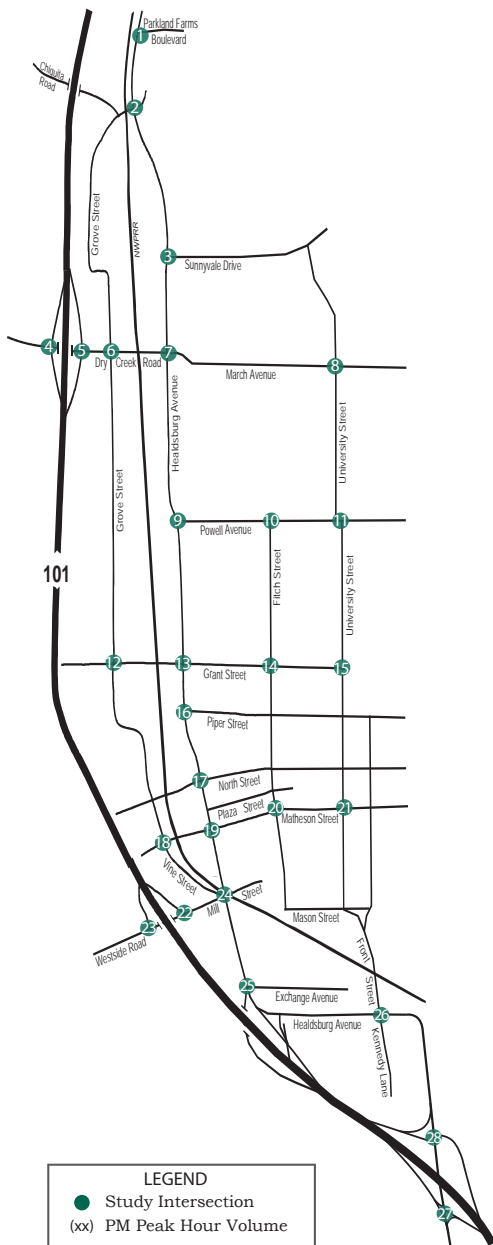 Parkland Farms
1
Boulevard
Chiquita
Road
2
Grove Street
NWPRR
3
Sunnyvale Drive
4
5
6
7
Dry Creek Road
8
March Avenue
Healdsburg Avenue
University Street
Grove Street
9
10
11
Powell Avenue
Fitch Street
University Street
101
12
13
14
15
Grant Street
16
Piper Street
17
North Street
Plaza Street
20
21
Matheson Street
19
18
Vine Street
24
Mill Street
22
23
Westside Road
Mason Street
Front Street
25
Exchange Avenue
26
Healdsburg Avenue
Kennedy Lane
28
27
LEGEND
Study Intersection
(xx) PM Peak Hour Volume